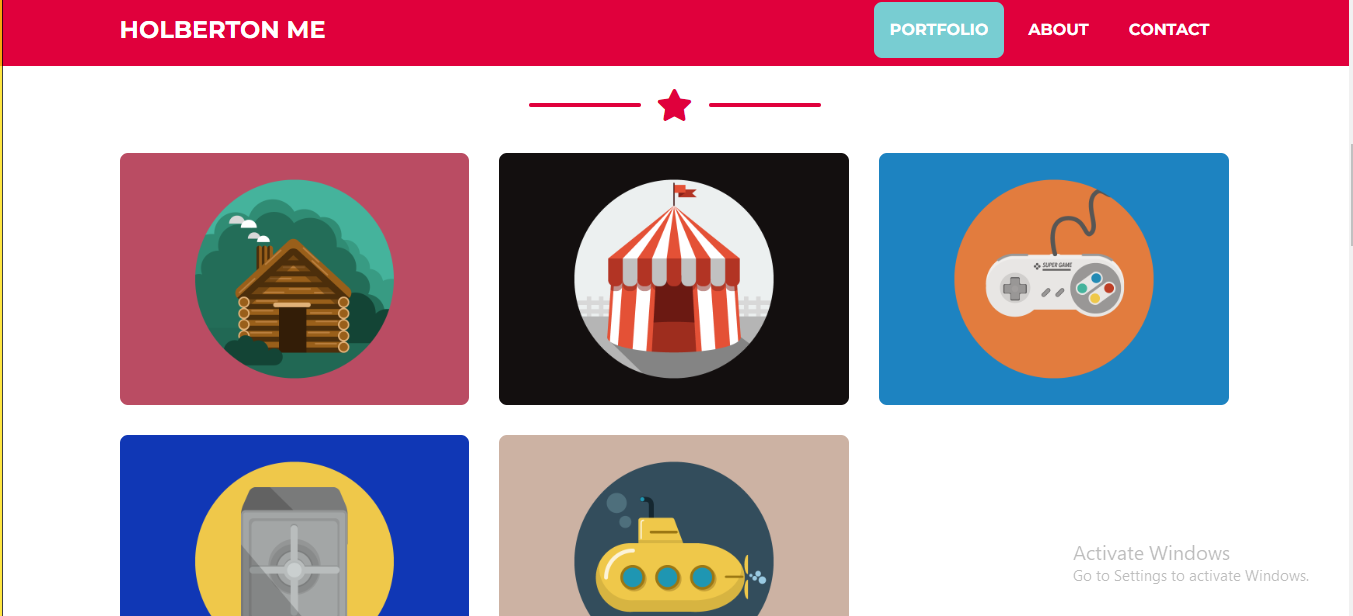 HOLBERTON ME
PORTFOLIO
ABOUT
CONTACT
SUPER GAME
Activate Windows
Go to Settings to activate Windows.